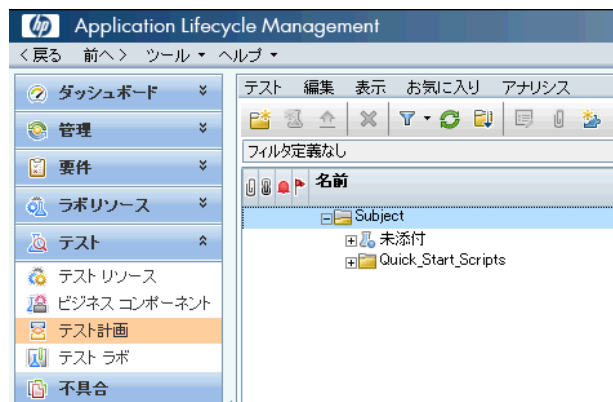 hp Application Lifecycle Management
<戻る 前へ> ツール ヘルプ
ダッシュボード
管理
要件
ラボリソース
テスト
テスト リソース
ビジネス コンポーネント
テスト計画
テスト ラボ
不具合
テスト 編集 表示 お気に入り アナリシス
フィルタ定義なし
名前
Subject
未添付
Quick_Start_Scripts